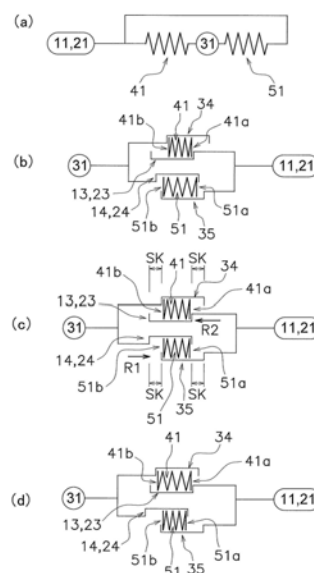 (a)
11,21
31
41
51
(b)
41
41b
34
41a
31
11,21
13,23
14,24
51b
51
51a
35
(c)
SK
SK
41
41b
34
13,23
41a
31
R2
11,21
14,24
51b
R1
51a
51
35
SK
SK
(d)
41
41b
34
41a
31
11,21
13,23
14,24
51b
51a
51
35